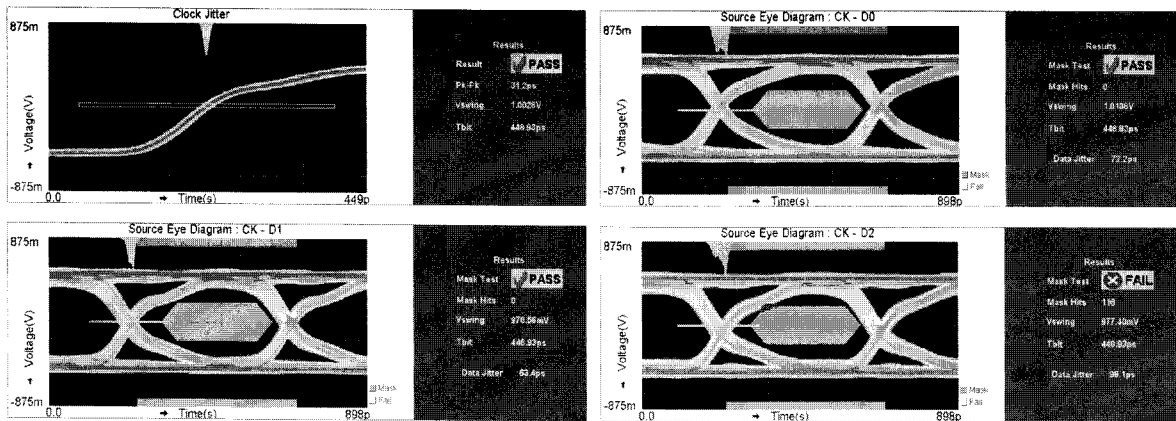 Clock Jitter
875m
Voltage(V)
-875m
0.0
Time(s)
449p
Results
Result PASS
Pk-Pk 31.2ps
Vswing 1.0026V
Tbit
Source Eye Diagram : CK - D0
875m
Voltage(V)
-875m
0.0
Time(s)
898p
Mask
Fail
Results
Mask Test PASS
Mask Hits 0
Vswing
Tbit
Data Jitter
Source Eye Diagram : CK - D1
875m
Voltage(V)
-875m
0.0
Time(s)
898p
Mask
Fail
Results
Mask Test PASS
Mask Hits 0
Vswing
Tbit
Data Jitter 63.4ps
Source Eye Diagram : CK - D2
875m
Voltage(V)
-875m
0.0
Time(s)
898p
Mask
Fail
Results
Mask Test FAIL
Mask Hits
Vswing
Tbit
Data Jitter